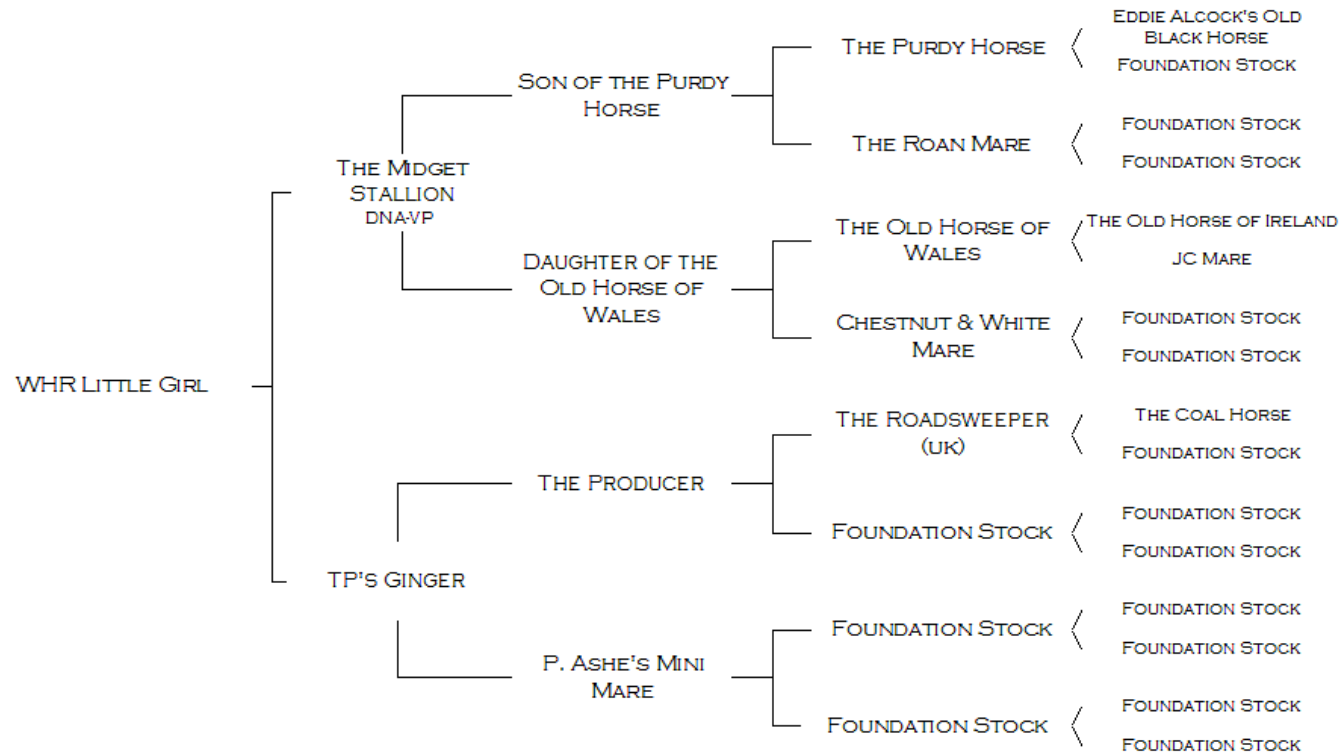 Eddie Alcock's Old
Black Horse
The Purdy Horse
Foundation Stock
Son of the Purdy
Horse
Foundation Stock
The Roan Mare
Foundation Stock
The Midget
Stallion
DNA-VP
The Old Horse of Ireland
The Old Horse of
Wales
JC Mare
Daughter of the
Old Horse of
Wales
Foundation Stock
Chestnut & White
Mare
Foundation Stock
WHR Little Girl
The Coal Horse
The Roadsweeper
(UK)
Foundation Stock
The Producer
Foundation Stock
Foundation Stock
Foundation Stock
TP's Ginger
Foundation Stock
Foundation Stock
Foundation Stock
P. Ashe's Mini
Mare
Foundation Stock
Foundation Stock
Foundation Stock